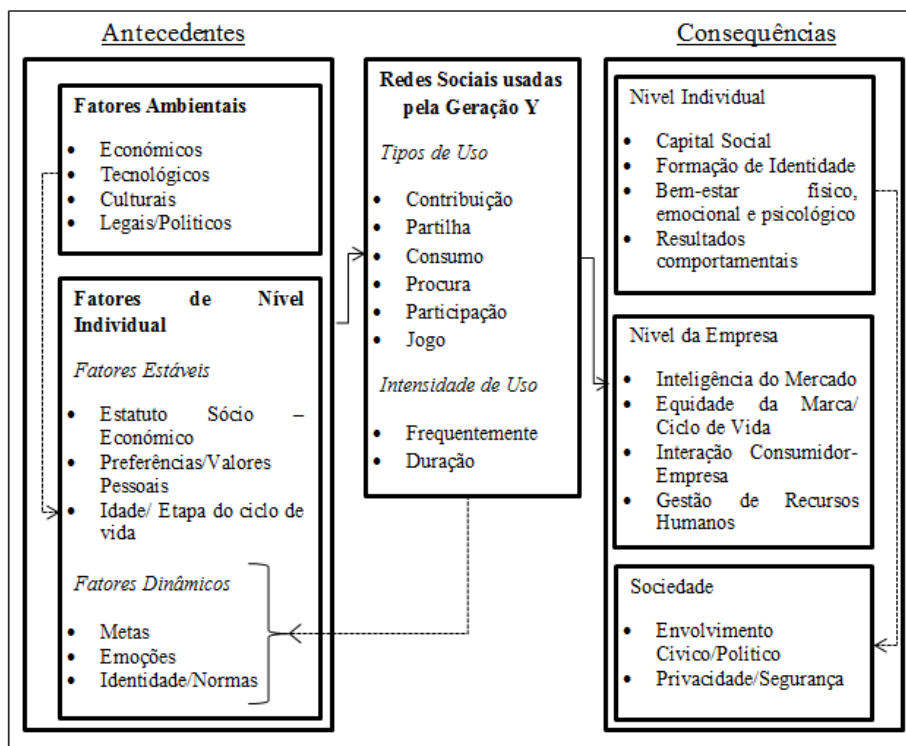 Antecedentes
Fatores Ambientais
• Económicos
• Tecnológicos
• Culturais
• Legais/Politicos
Fatores de Nível
Individual
Fatores Estáveis
• Estatuto Sócio –
Económico
• Preferências/Valores
Pessoais
• Idade/ Etapa do ciclo de
vida
Fatores Dinâmicos
• Metas
• Emoções
• Identidade/Normas
Redes Sociais usadas
pela Geração Y
Tipos de Uso
• Contribuição
• Partilha
• Consumo
• Procura
• Participação
• Jogo
Intensidade de Uso
• Frequentemente
• Duração
Consequências
Nivel Individual
• Capital Social
• Formação de Identidade
• Bem-estar físico,
emocional e psicológico
• Resultados
comportamentais
Nivel da Empresa
• Inteligência do Mercado
• Equidade da Marca/
Ciclo de Vida
• Interação Consumidor-
Empresa
• Gestão de Recursos
Humanos
Sociedade
• Envolvimento
Cívico/Político
• Privacidade/Segurança